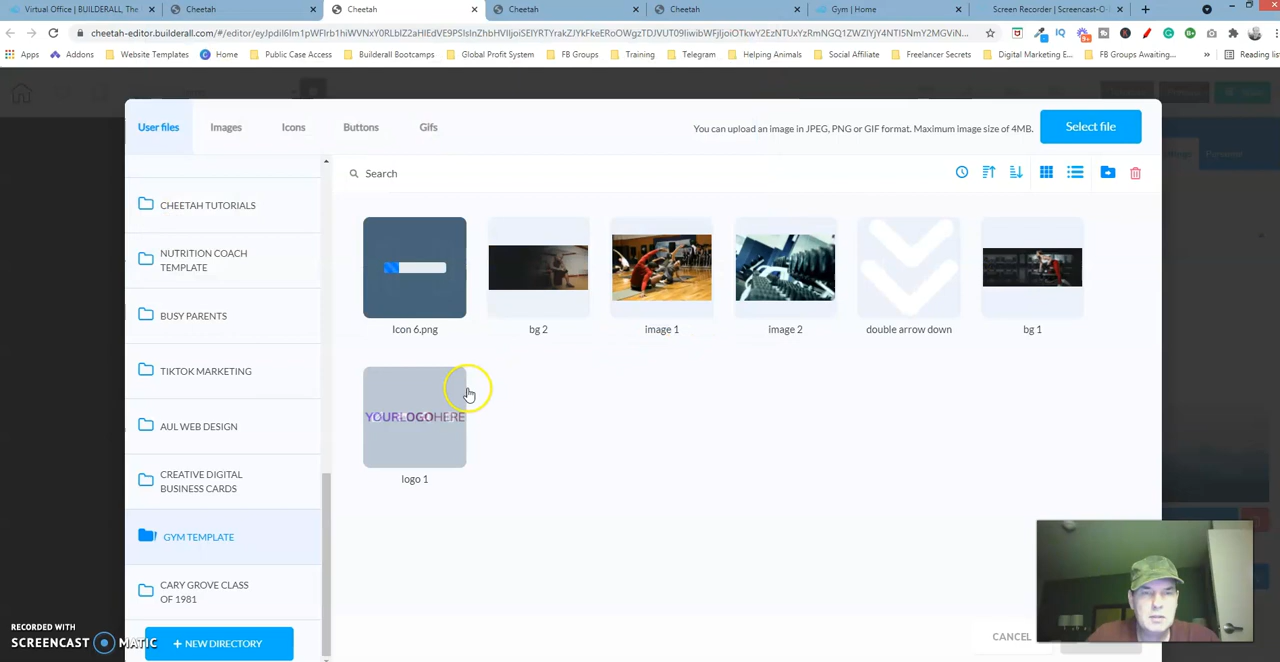 Virtual Office | BUILDERALL, The
Cheetah
Cheetah
Cheetah
Cheetah
Gym | Home
Screen Recorder | Screencast-O-
Apps
Addons
Website Templates
Home
Public Case Access
Builderall Bootcamps
Global Profit System
FB Groups
Training
Telegram
Helping Animals
Social Affiliate
Freelancer Secrets
Digital Marketing E...
FB Groups Awaiting...
Reading list
User files
Images
Icons
Buttons
Gifs
You can upload an image in JPEG, PNG or GIF format. Maximum image size of 4MB.
Select file
Search
CHEETAH TUTORIALS
NUTRITION COACH
TEMPLATE
BUSY PARENTS
TIKTOK MARKETING
AUL WEB DESIGN
CREATIVE DIGITAL
BUSINESS CARDS
GYM TEMPLATE
CARY GROVE CLASS
OF 1981
+ NEW DIRECTORY
Icon 6.png
bg 2
image 1
image 2
double arrow down
bg 1
YOURLOGOHERE
logo 1
CANCEL
RECORDED WITH
SCREENCAST MATIC